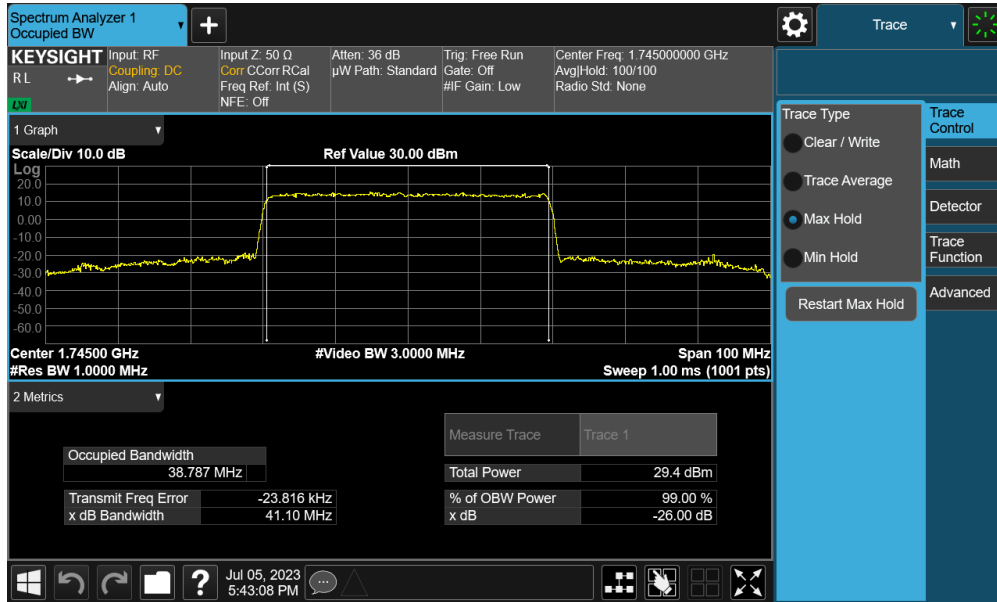 Spectrum Analyzer 1
Occupied BW
+
Trace
KEYSIGHT
R L
LXI
Input: RF
Coupling: DC
Align: Auto
Input Z: 50 Ω
Corr CCorr RCal
Freq Ref: Int (S)
NFE: Off
Atten: 36 dB
µW Path: Standard
Trig: Free Run
Gate: Off
#IF Gain: Low
Center Freq: 1.745000000 GHz
Avg|Hold: 100/100
Radio Std: None
1 Graph
Scale/Div 10.0 dB
Ref Value 30.00 dBm
Log
20.0
10.0
0.00
-10.0
-20.0
-30.0
-40.0
-50.0
-60.0
Center 1.74500 GHz
#Video BW 3.0000 MHz
Span 100 MHz
#Res BW 1.0000 MHz
Sweep 1.00 ms (1001 pts)
2 Metrics
Measure Trace
Trace 1
Occupied Bandwidth
38.787 MHz
Total Power
29.4 dBm
Transmit Freq Error
-23.816 kHz
% of OBW Power
99.00 %
x dB Bandwidth
41.10 MHz
x dB
-26.00 dB
Trace Type
Clear / Write
Trace Average
Max Hold
Min Hold
Restart Max Hold
Trace
Control
Math
Detector
Trace
Function
Advanced
?
Jul 05, 2023
5:43:08 PM